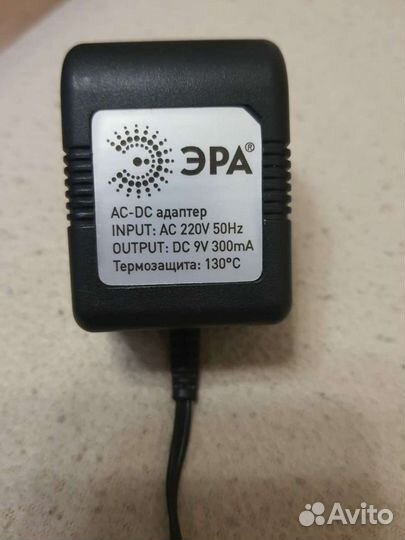 ЭРА®
AC-DC адаптер
INPUT: AC 220V 50Hz
OUTPUT: DC 9V 300mA
Термозащита: 130°C
Avito